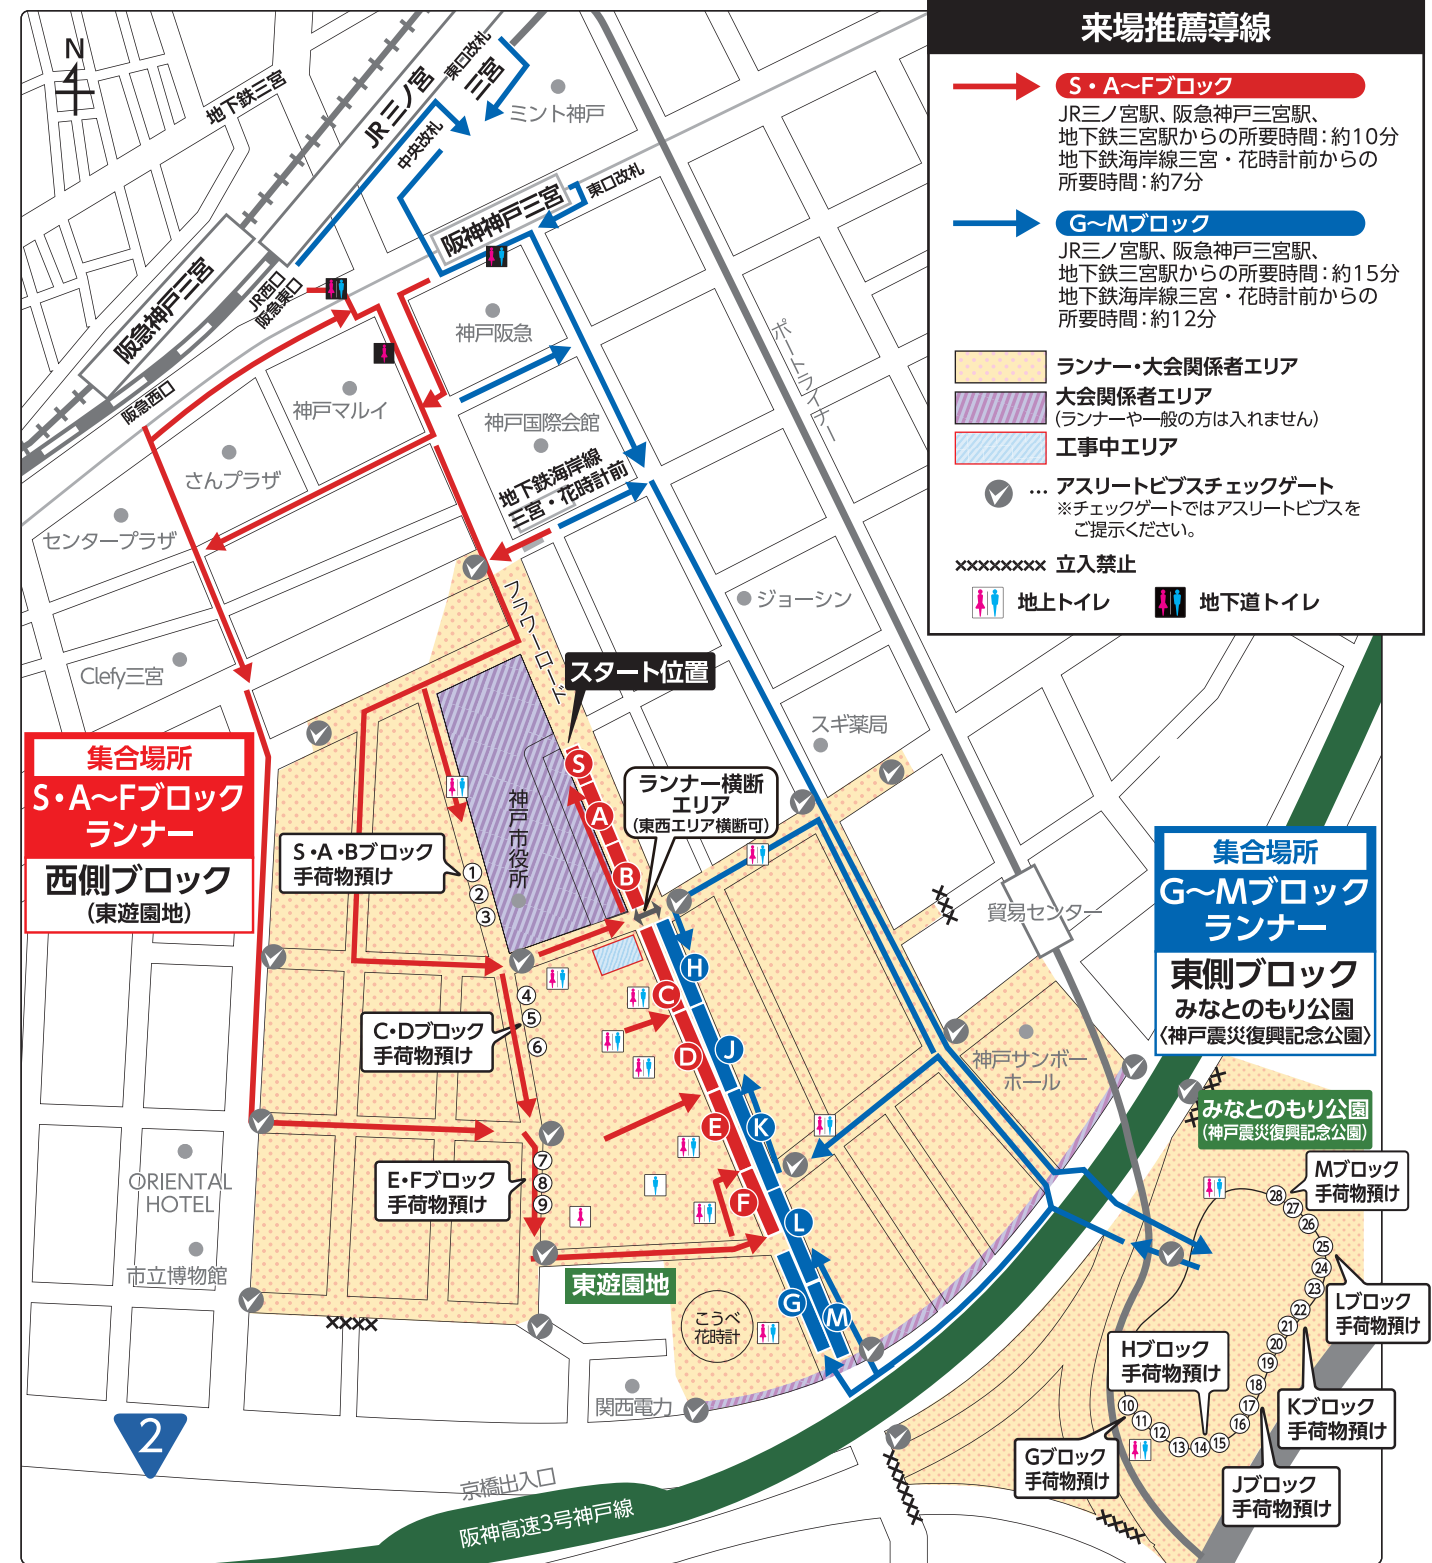 来場推薦導線
S・A〜Fブロック
JR三ノ宮駅、阪急神戸三宮駅、
地下鉄三宮駅からの所要時間：約10分
地下鉄海岸線三宮・花時計前からの
所要時間：約7分
G〜Mブロック
JR三ノ宮駅、阪急神戸三宮駅、
地下鉄三宮駅からの所要時間：約15分
地下鉄海岸線三宮・花時計前からの
所要時間：約12分
ランナー・大会関係者エリア
大会関係者エリア
（ランナーや一般の方は入れません）
工事中エリア
… アスリートビブスチェックゲート
※チェックゲートではアスリートビブスを
ご提示ください。
×××××××× 立入禁止
地上トイレ
地下道トイレ
N
地下鉄三宮
JR三ノ宮
東口改札
三宮
ミント神戸
中央改札
阪神神戸三宮
東口改札
阪急神戸三宮
JR西口
阪急東口
阪急西口
神戸阪急
神戸マルイ
神戸国際会館
さんプラザ
センタープラザ
地下鉄海岸線
三宮・花時計前
ポートライナー
フラワーロード
ジョーシン
Clefy三宮
スタート位置
スギ薬局
集合場所
S・A〜Fブロック
ランナー
西側ブロック
（東遊園地）
神戸市役所
ランナー横断
エリア
（東西エリア横断可）
S
A
B
S・A・Bブロック
手荷物預け
1
2
3
貿易センター
集合場所
G〜Mブロック
ランナー
東側ブロック
みなとのもり公園
〈神戸震災復興記念公園〉
H
C
J
D
K
E
F
L
G
M
C・Dブロック
手荷物預け
4
5
6
神戸サンボー
ホール
みなとのもり公園
（神戸震災復興記念公園）
ORIENTAL
HOTEL
市立博物館
E・Fブロック
手荷物預け
7
8
9
東遊園地
こうべ
花時計
Mブロック
手荷物預け
28
27
26
25
24
23
22
21
20
19
18
17
16
15
14
13
12
11
10
Lブロック
手荷物預け
Hブロック
手荷物預け
Kブロック
手荷物預け
Gブロック
手荷物預け
Jブロック
手荷物預け
関西電力
2
京橋出入口
阪神高速3号神戸線